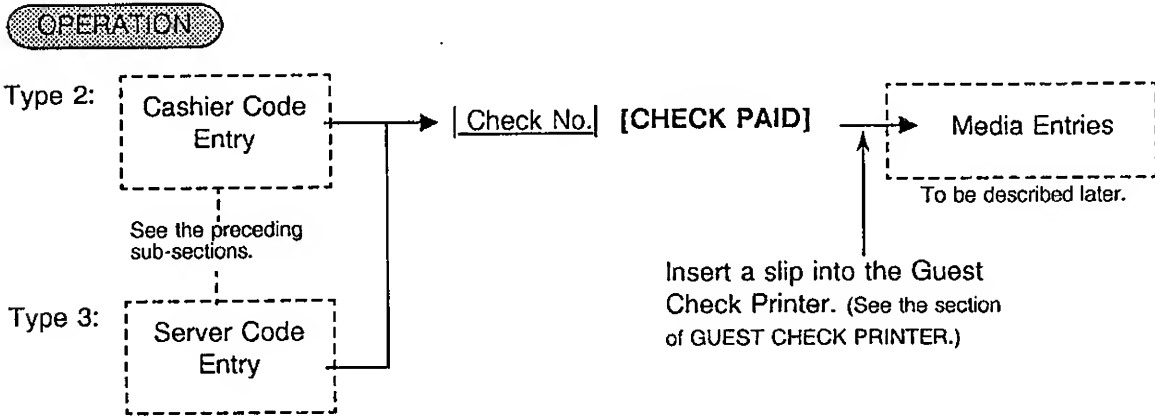 OPERATION
Type 2:
Cashier Code
Entry
Check No. [CHECK PAID]
Media Entries
To be described later.
See the preceding
sub-sections.
Insert a slip into the Guest
Check Printer. (See the section
of GUEST CHECK PRINTER.)
Type 3:
Server Code
Entry